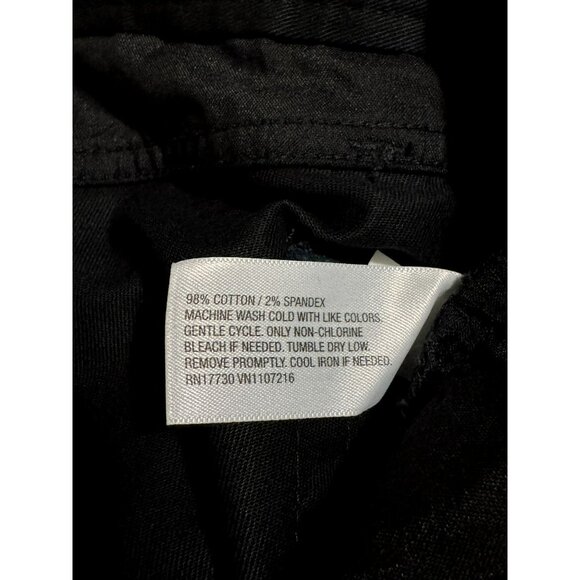 98% COTTON / 2% SPANDEX
MACHINE WASH COLD WITH LIKE COLORS.
GENTLE CYCLE. ONLY NON-CHLORINE
BLEACH IF NEEDED. TUMBLE DRY LOW.
REMOVE PROMPTLY. COOL IRON IF NEEDED.
RN17730 VN1107216